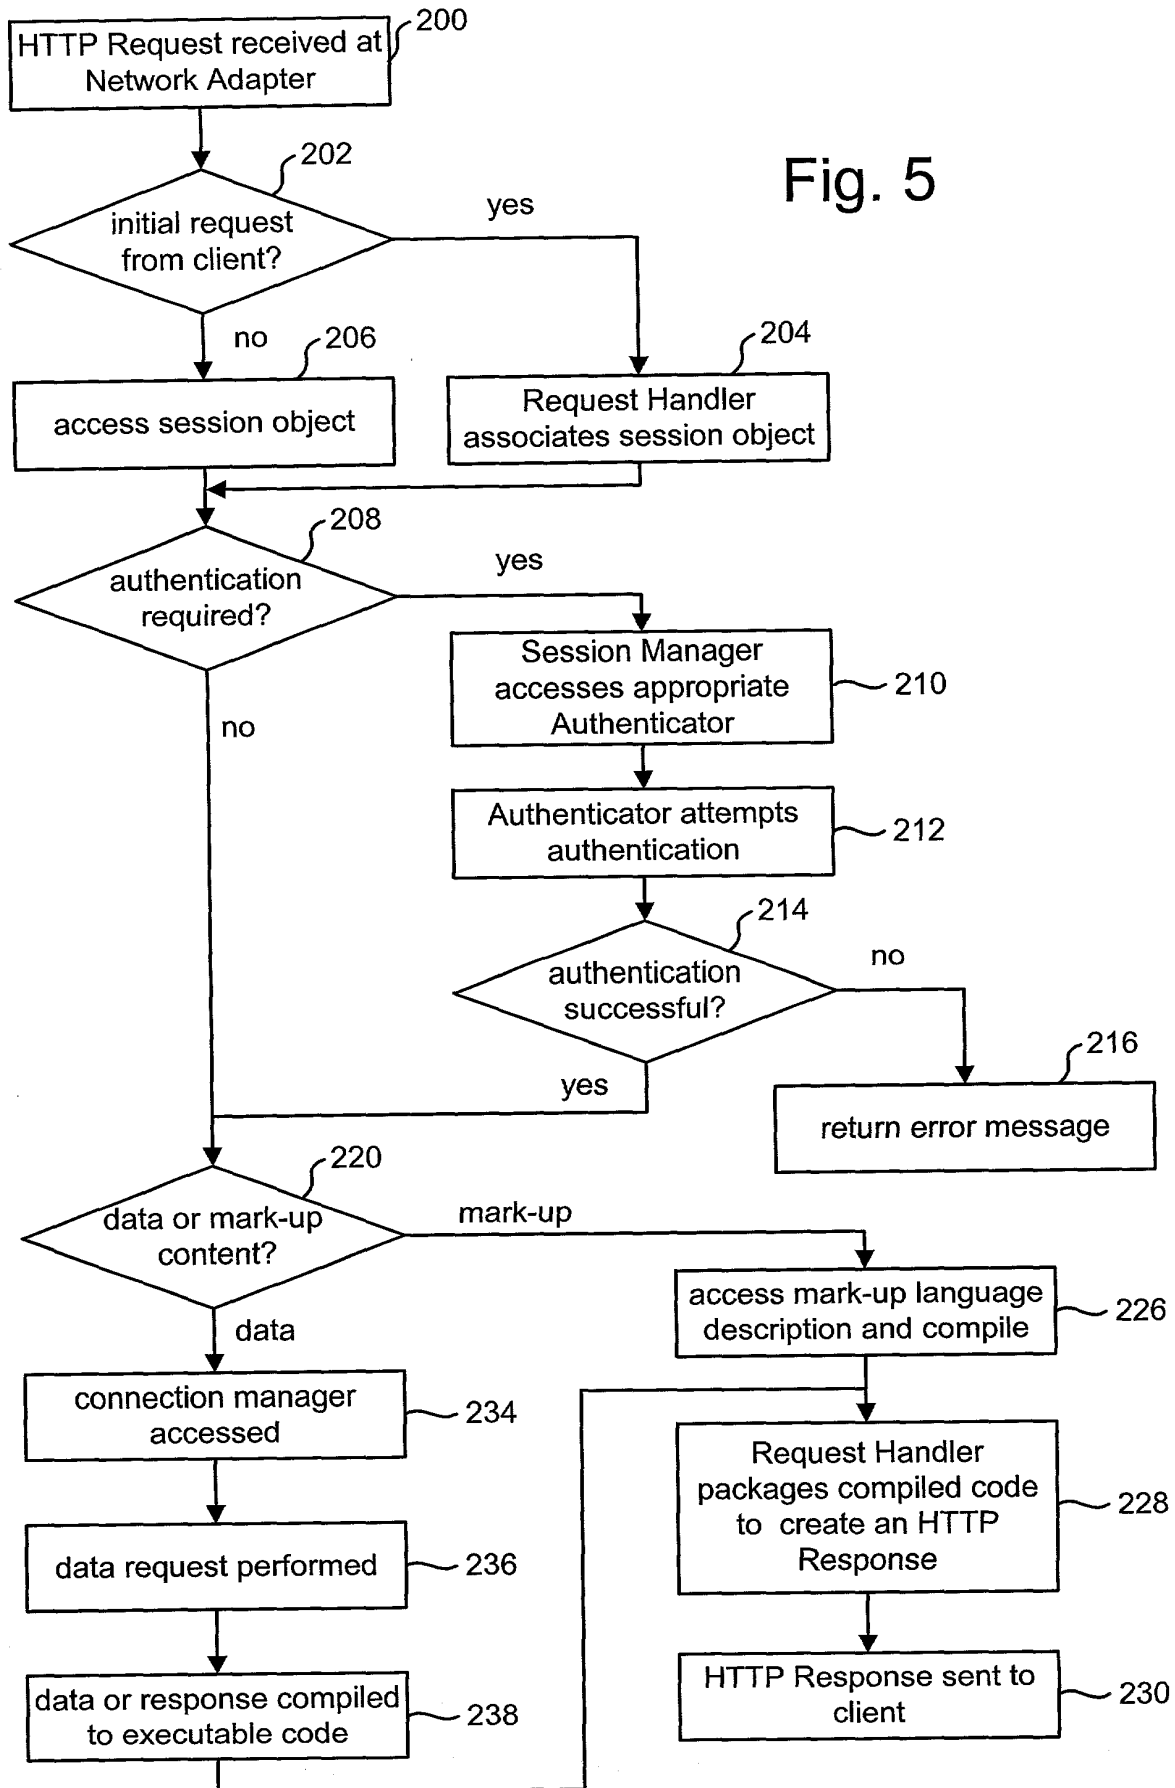 200
HTTP Request received at
Network Adapter
202
Fig. 5
initial request
from client?
yes
no
206
204
access session object
Request Handler
associates session object
208
authentication
required?
yes
Session Manager
accesses appropriate
Authenticator
210
no
Authenticator attempts
authentication
212
214
authentication
successful?
no
216
yes
return error message
220
data or mark-up
content?
mark-up
data
access mark-up language
description and compile
226
connection manager
accessed
234
Request Handler
packages compiled code
to create an HTTP
Response
228
data request performed
236
data or response compiled
to executable code
238
HTTP Response sent to
client
230